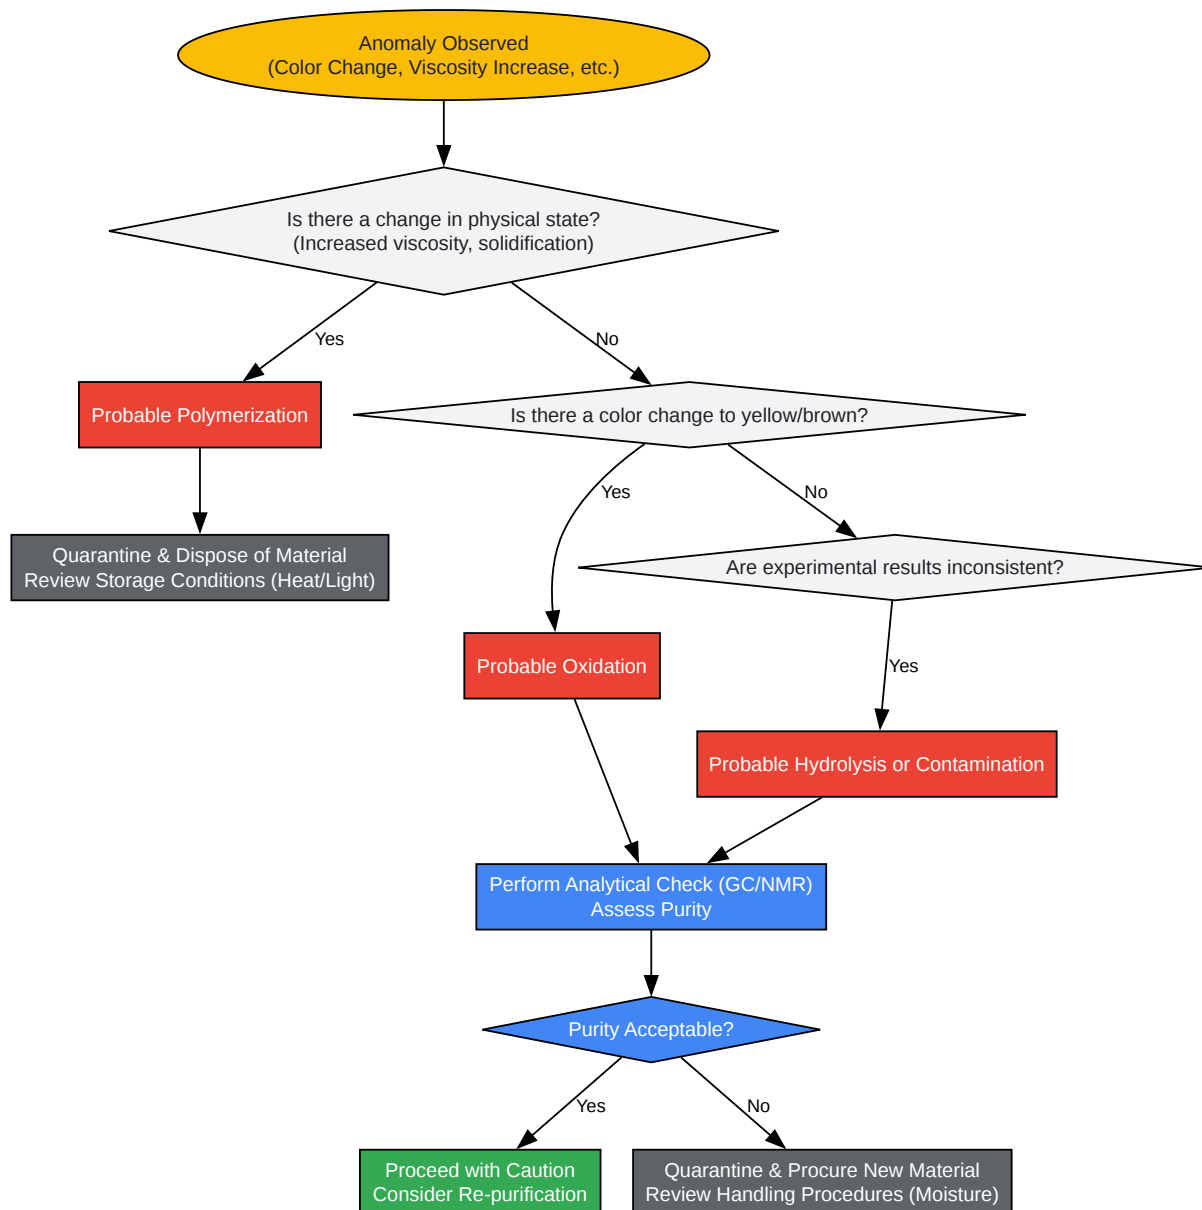 Anomaly Observed
(Color Change, Viscosity Increase, etc.)
Is there a change in physical state?
(Increased viscosity, solidification)
Yes
No
Probable Polymerization
Is there a color change to yellow/brown?
Yes
No
Quarantine & Dispose of Material
Review Storage Conditions (Heat/Light)
Are experimental results inconsistent?
Probable Oxidation
Yes
Probable Hydrolysis or Contamination
Perform Analytical Check (GC/NMR)
Assess Purity
Purity Acceptable?
Yes
No
Proceed with Caution
Consider Re-purification
Quarantine & Procure New Material
Review Handling Procedures (Moisture)